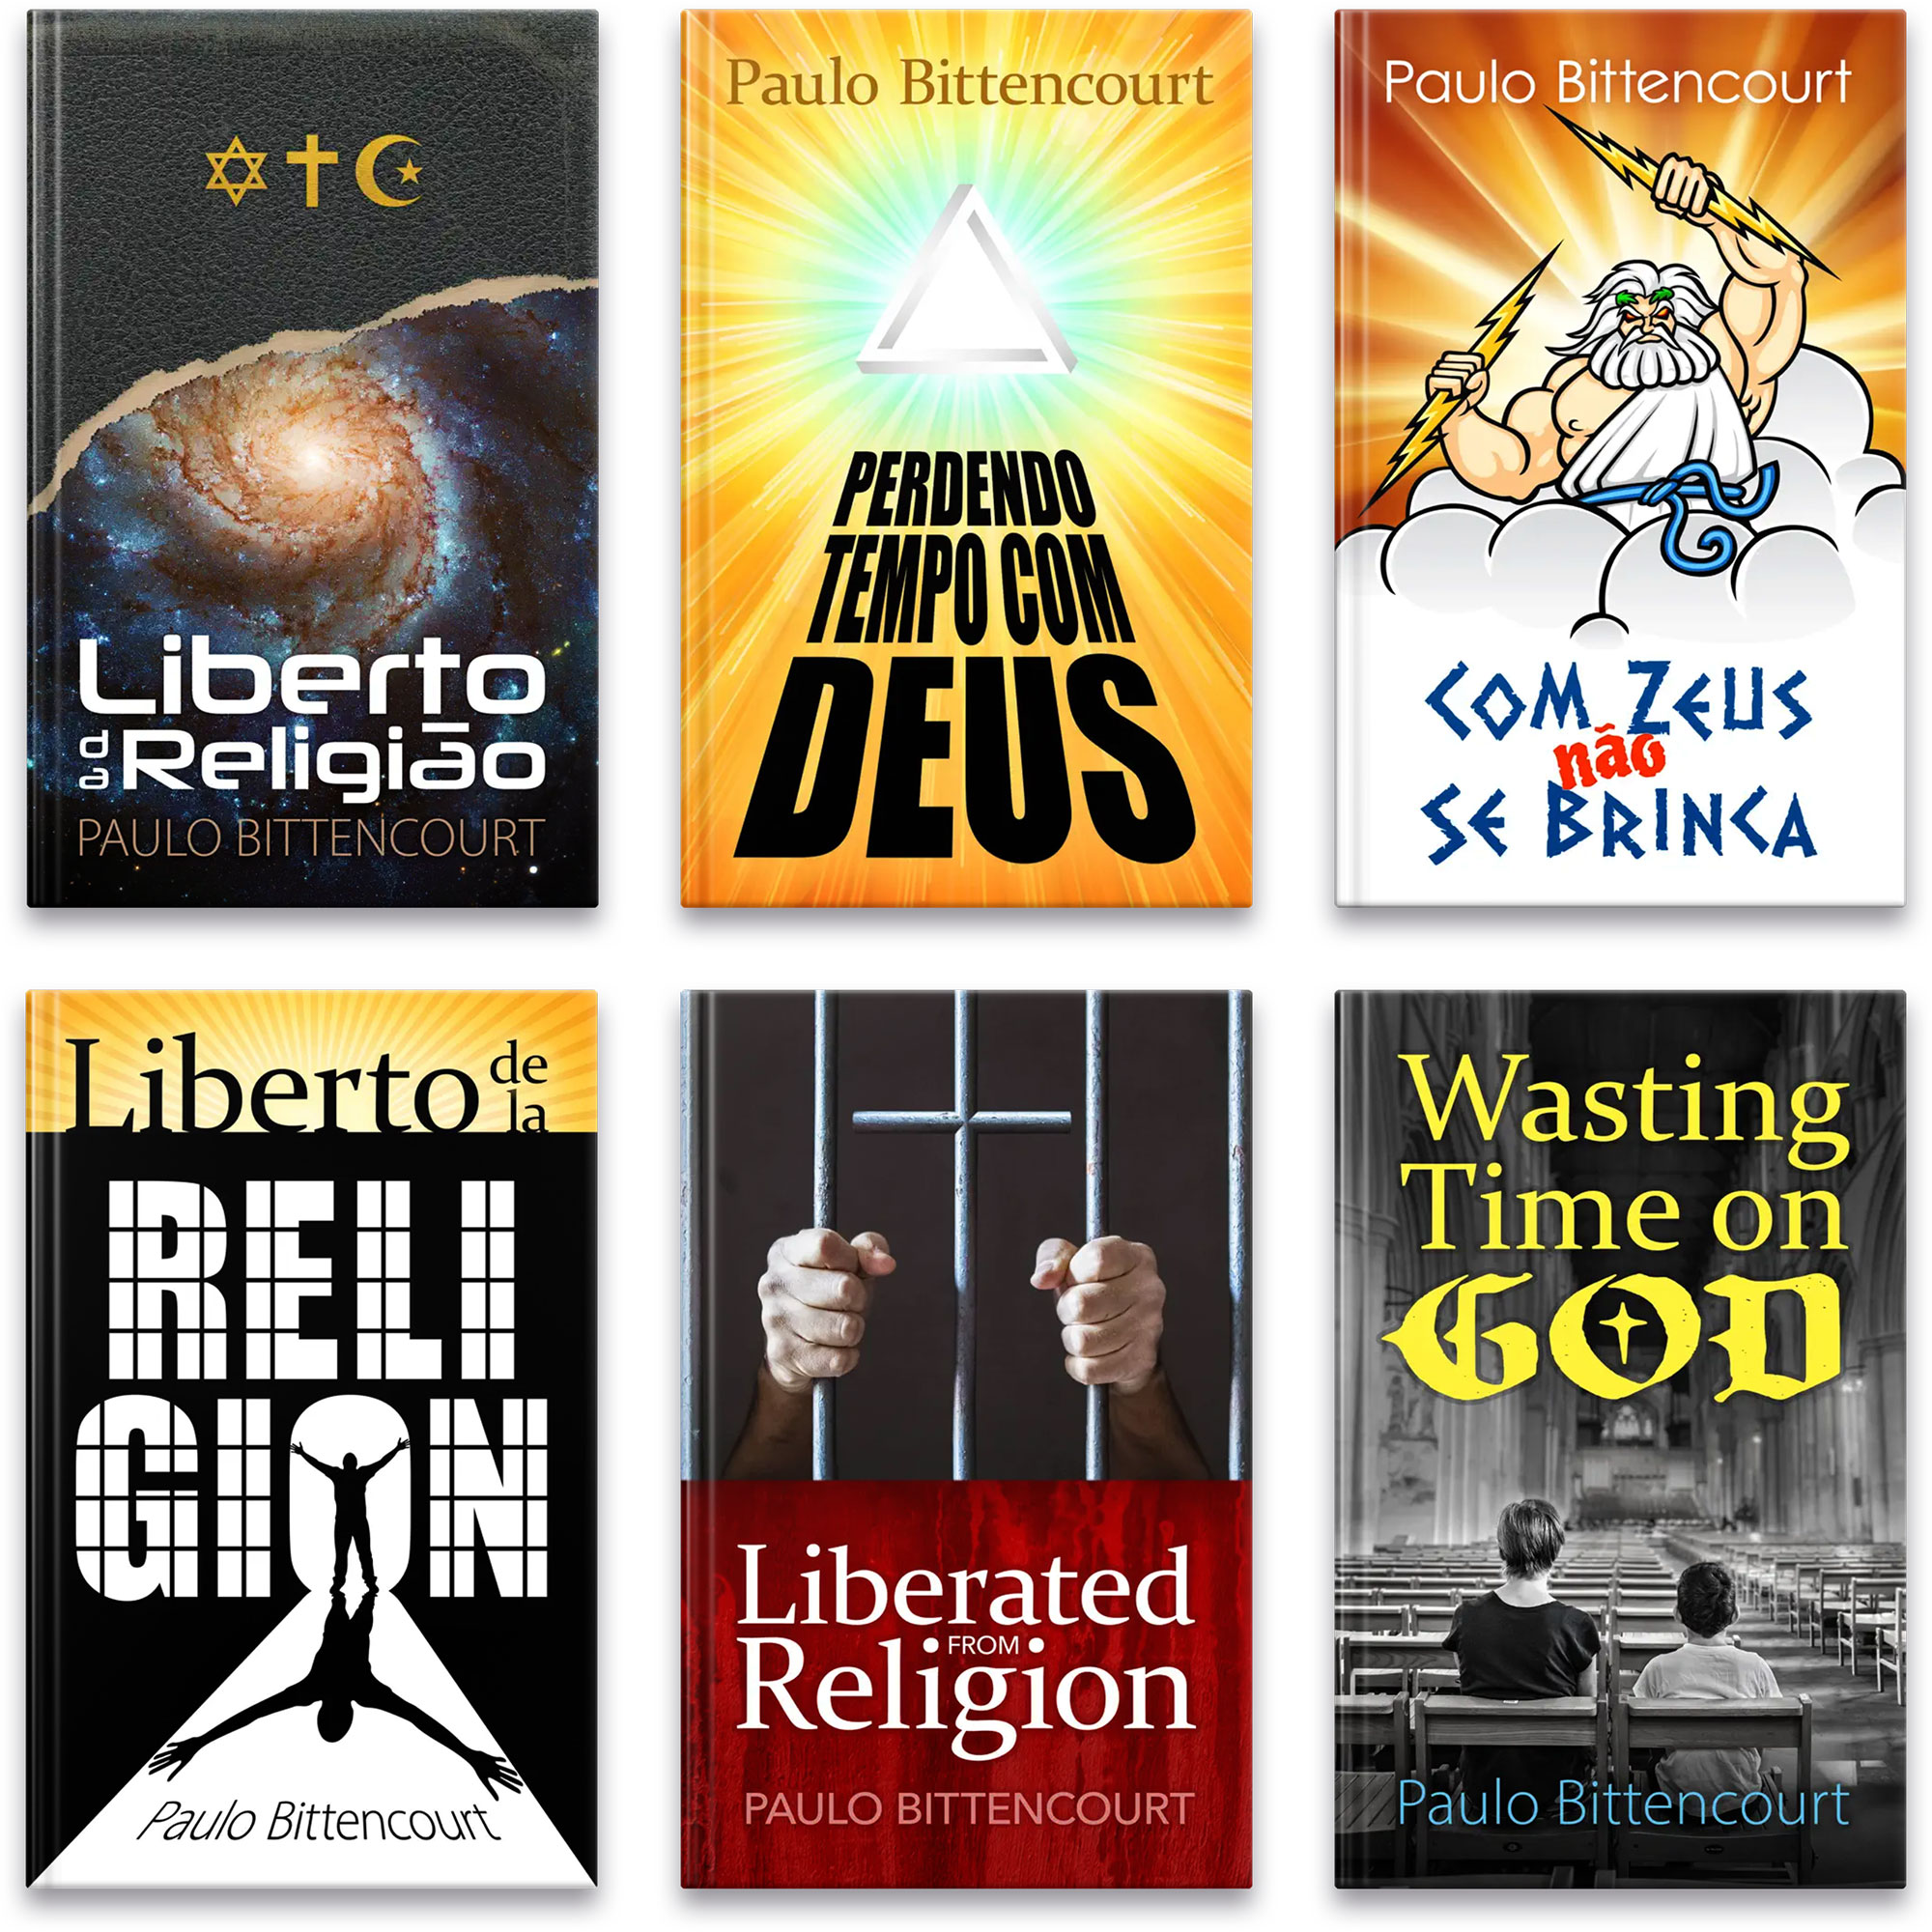 Liberto
da Religião
PAULO BITTENCOURT
Paulo Bittencourt
PERDENDO
TEMPO COM
DEUS
Paulo Bittencourt
COM ZEUS
não
SE BRINCA
Liberto de la
RELI
GION
Paulo Bittencourt
Liberated
FROM
Religion
PAULO BITTENCOURT
Wasting
Time on
GOD
Paulo Bittencourt